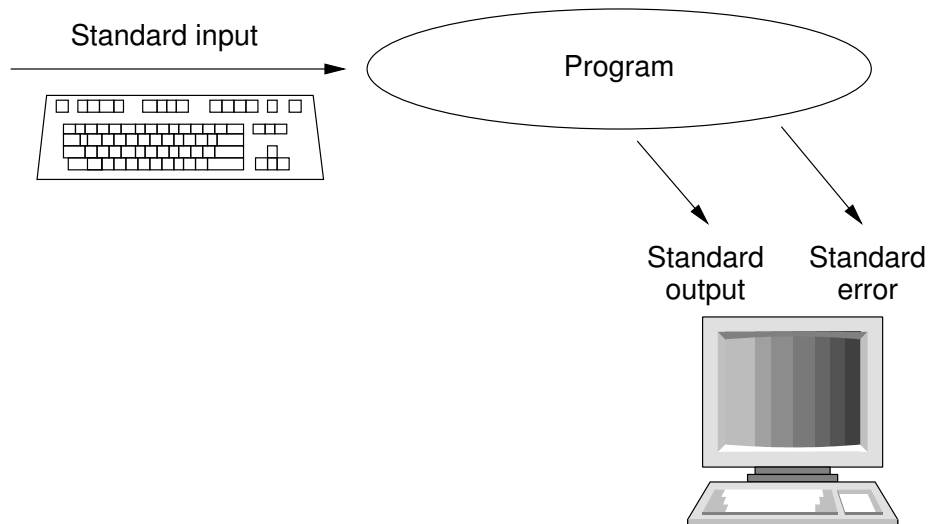 Standard input
Program
Standard
output
Standard
error